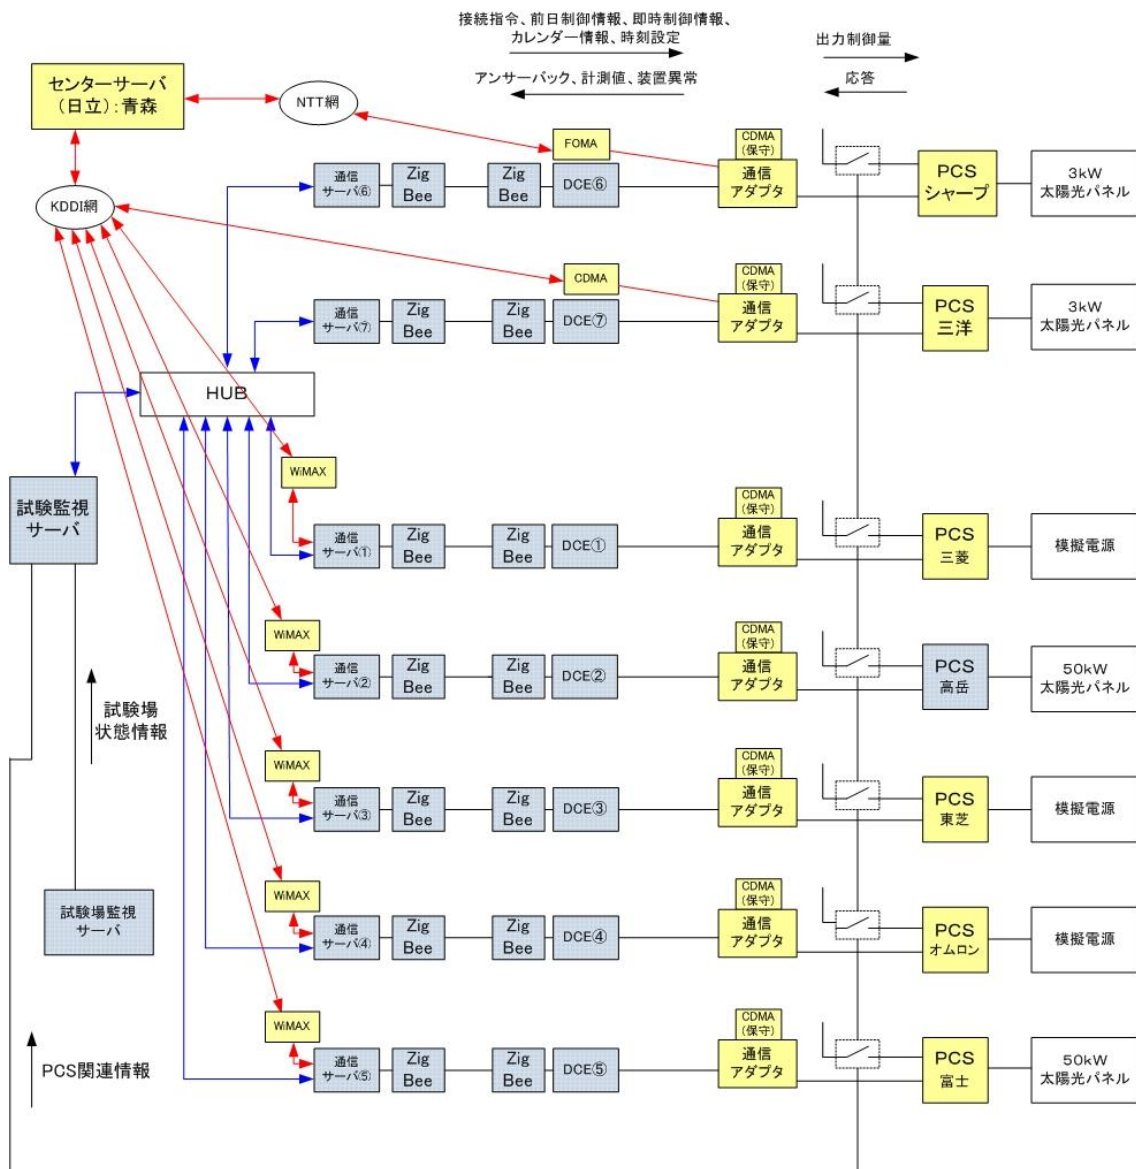 接続指令、前日制御情報、即時制御情報、
カレンダー情報、時刻設定
出力制御量
アンサーバック、計測値、装置異常
応答
センターサーバ
(日立):青森
NTT網
FOMA
CDMA
(保守)
通信
サーバ⑥
Zig
Bee
Zig
Bee
DCE⑥
通信
アダプタ
PCS
シャープ
3kW
太陽光パネル
KDDI網
CDMA
CDMA
(保守)
通信
サーバ⑦
Zig
Bee
Zig
Bee
DCE⑦
通信
アダプタ
PCS
三洋
3kW
太陽光パネル
HUB
WiMAX
試験監視
サーバ
CDMA
(保守)
通信
サーバ①
Zig
Bee
Zig
Bee
DCE①
通信
アダプタ
PCS
三菱
模擬電源
WiMAX
CDMA
(保守)
通信
サーバ②
Zig
Bee
Zig
Bee
DCE②
通信
アダプタ
PCS
高岳
50kW
太陽光パネル
試験場
状態情報
WiMAX
CDMA
(保守)
通信
サーバ③
Zig
Bee
Zig
Bee
DCE③
通信
アダプタ
PCS
東芝
模擬電源
試験場監視
サーバ
WiMAX
CDMA
(保守)
通信
サーバ④
Zig
Bee
Zig
Bee
DCE④
通信
アダプタ
PCS
オムロン
模擬電源
WiMAX
CDMA
(保守)
PCS関連情報
通信
サーバ⑤
Zig
Bee
Zig
Bee
DCE⑤
通信
アダプタ
PCS
富士
50kW
太陽光パネル